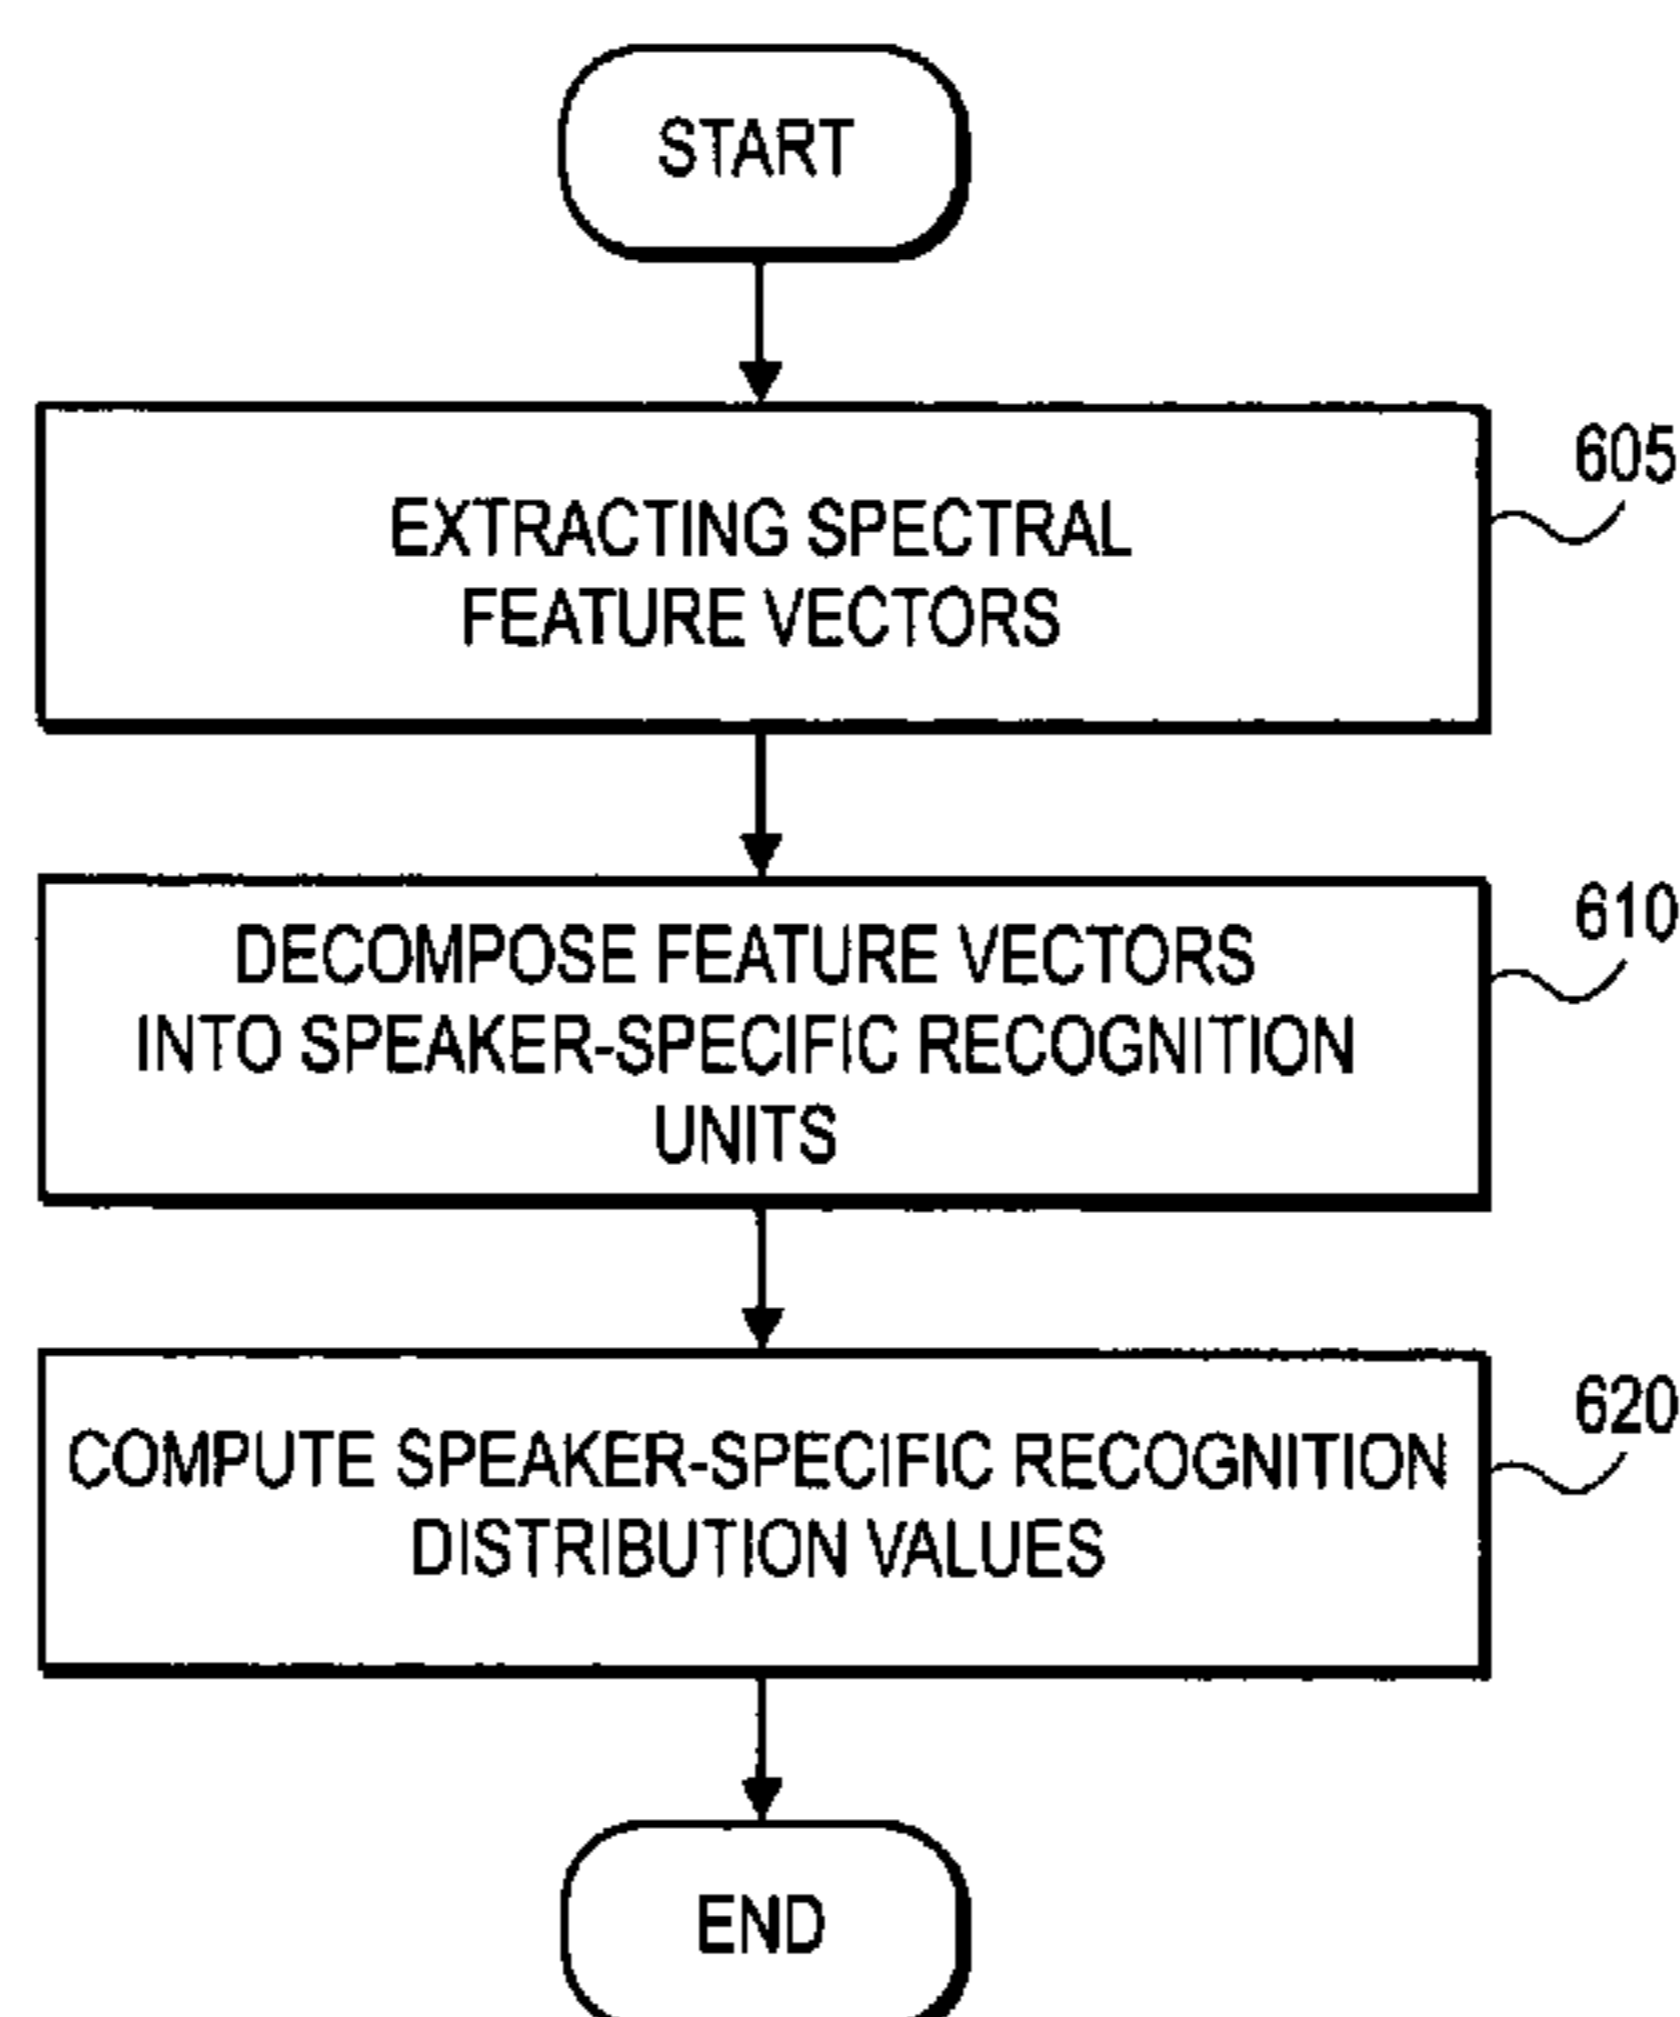 START
605
EXTRACTING SPECTRAL
FEATURE VECTORS
610
DECOMPOSE FEATURE VECTORS
INTO SPEAKER-SPECIFIC RECOGNITION
UNITS
620
COMPUTE SPEAKER-SPECIFIC RECOGNITION
DISTRIBUTION VALUES
END